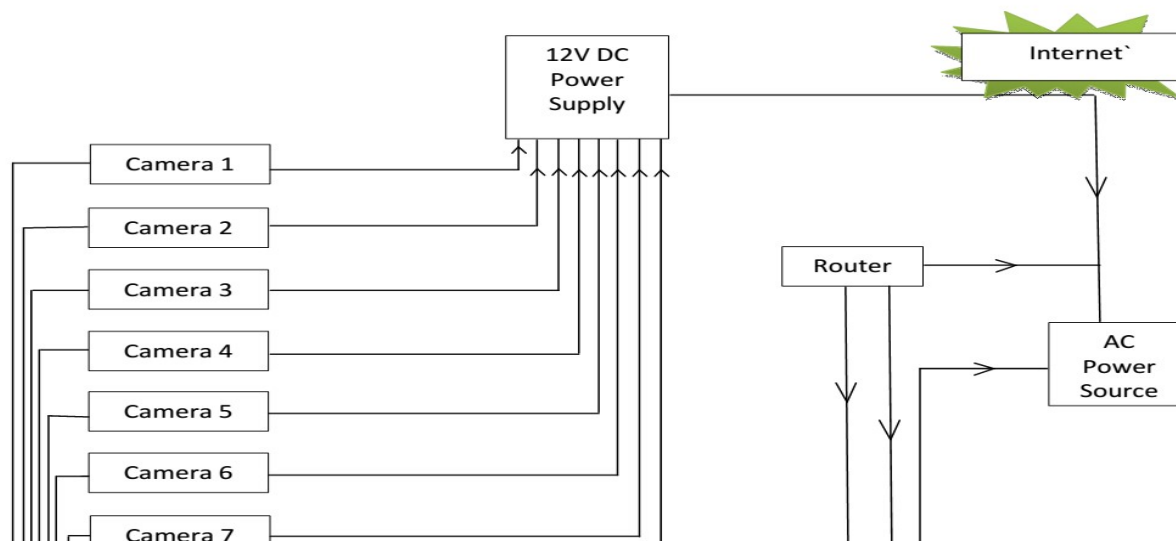 12V DC
Power
Supply
Internet`
Camera 1
Camera 2
Camera 3
Camera 4
Camera 5
Camera 6
Camera 7
Router
AC
Power
Source